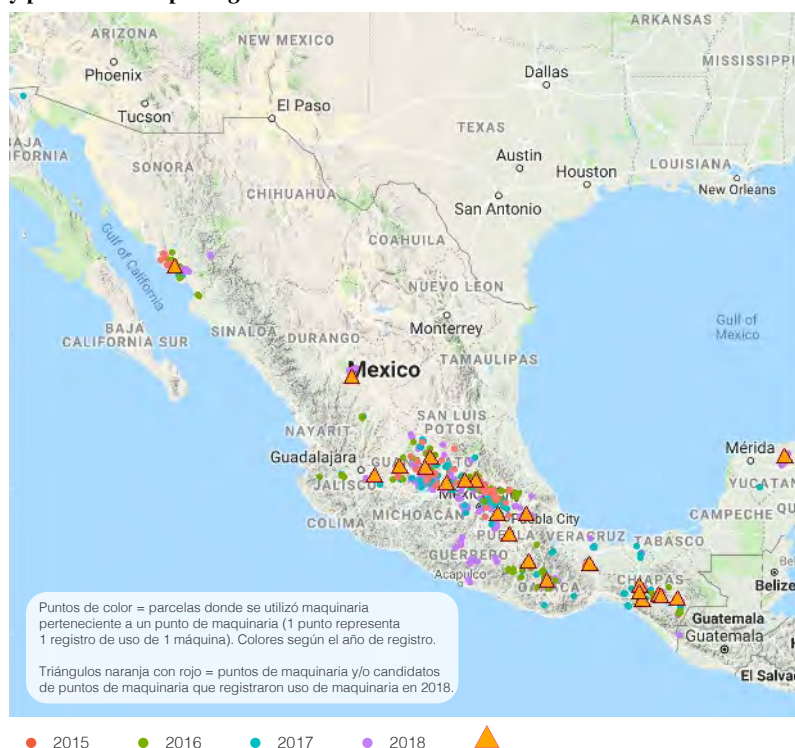 ARIZONA
NEW MEXICO
ARKANSAS
MISSISSIPPI
Phoenix
Dallas
Tucson
El Paso
TEXAS
BAJA
IFORNIA
SONORA
Austin
Houston
LOUISIANA
New Orleans
CHIHUAHUA
San Antonio
COAHUILA
Gulf of California
NUEVO LEON
Gulf of
Mexico
BAJA
CALIFORNIA SUR
SINALOA
DURANGO
Monterrey
TAMAULIPAS
Mexico
SAN LUIS
POTOSI
NAYARIT
Guadalajara
JALISCO
Mérida
YUCATAN
COLIMA
MICHOACÁN
Puebla City
CAMPECHE
PUEBLA
VERACRUZ
TABASCO
GUERRERO
Acapulco
OAXACA
CHIAPAS
Belize
Guatemala
Guatemala
El Salva
Puntos de color = parcelas donde se utilizó maquinaria
perteneciente a un punto de maquinaria (1 punto representa
1 registro de uso de 1 máquina). Colores según el año de registro.
Triángulos naranja con rojo = puntos de maquinaria y/o candidatos
de puntos de maquinaria que registraron uso de maquinaria en 2018.
2015 2016 2017 2018